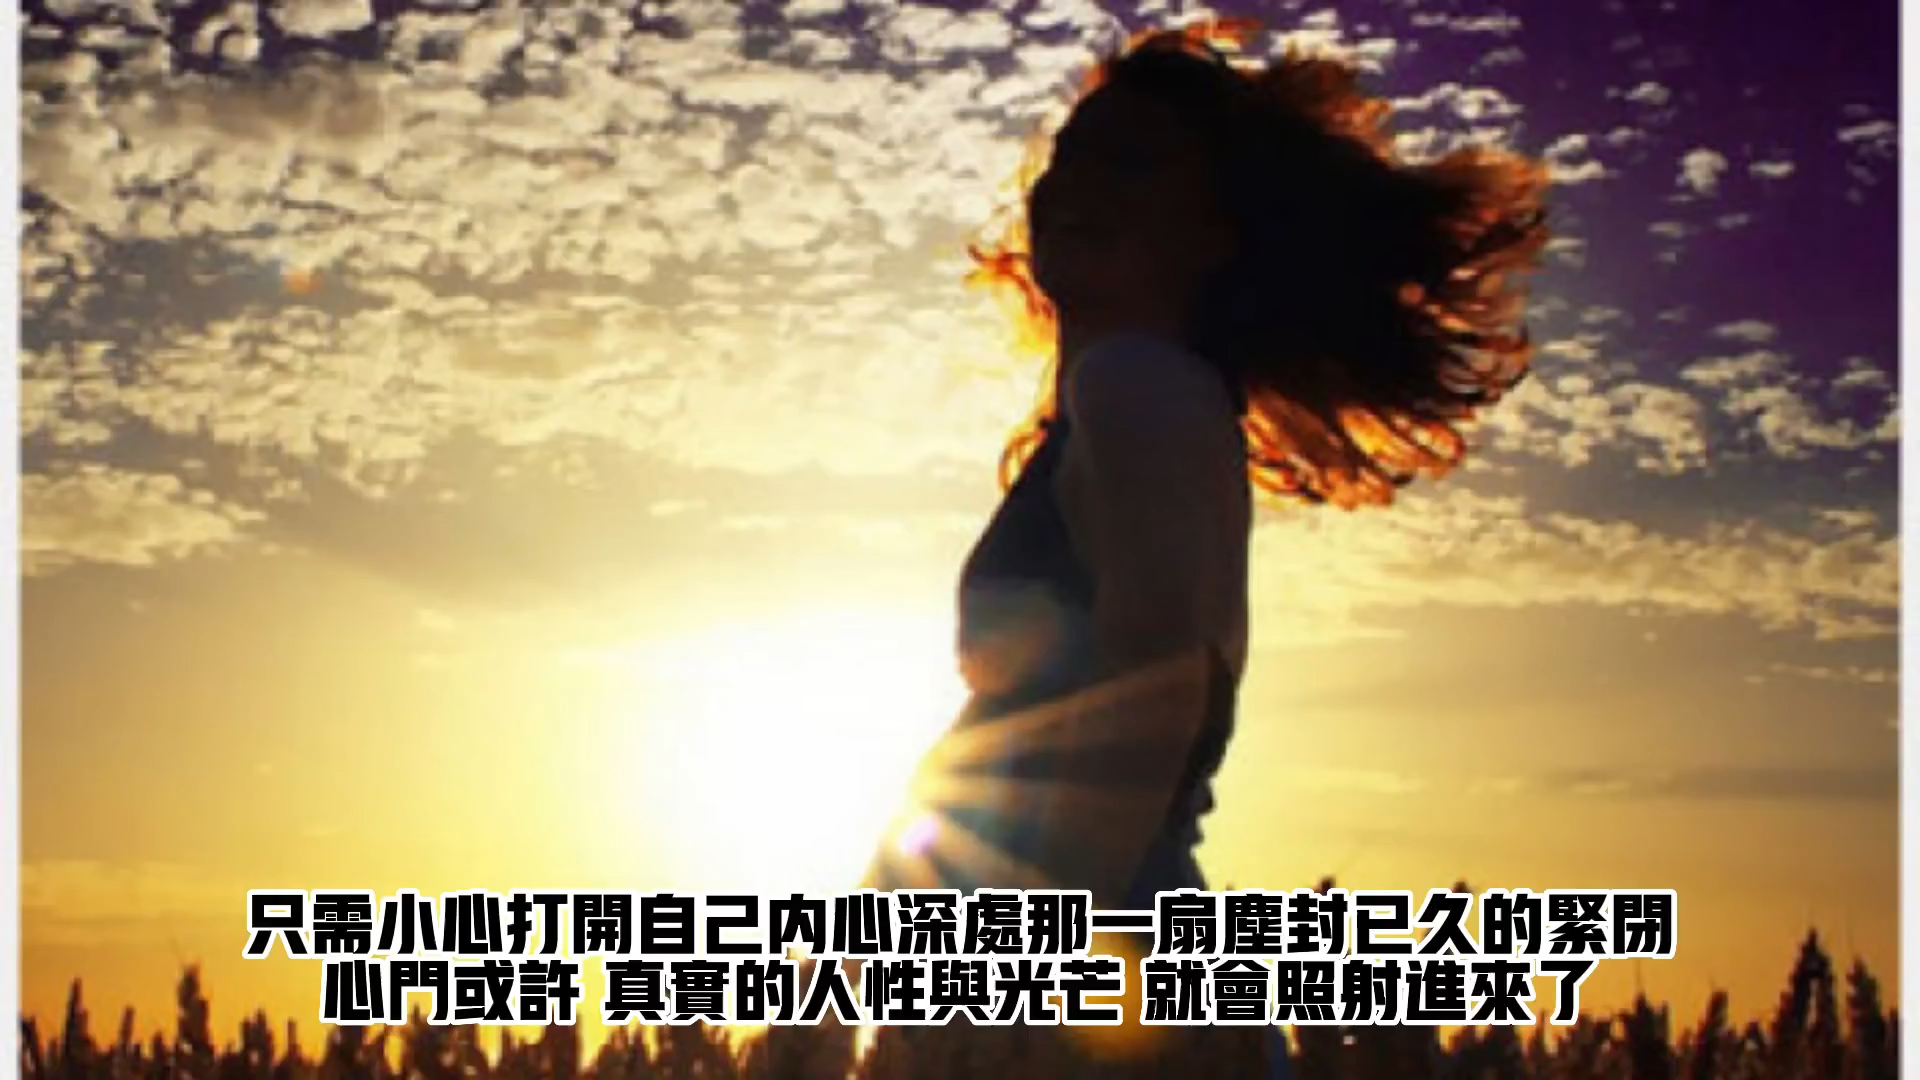 只需小心打開自己內心深處那一扇塵封已久的緊閉
心門或許 真實的人性與光芒 就會照射進來了